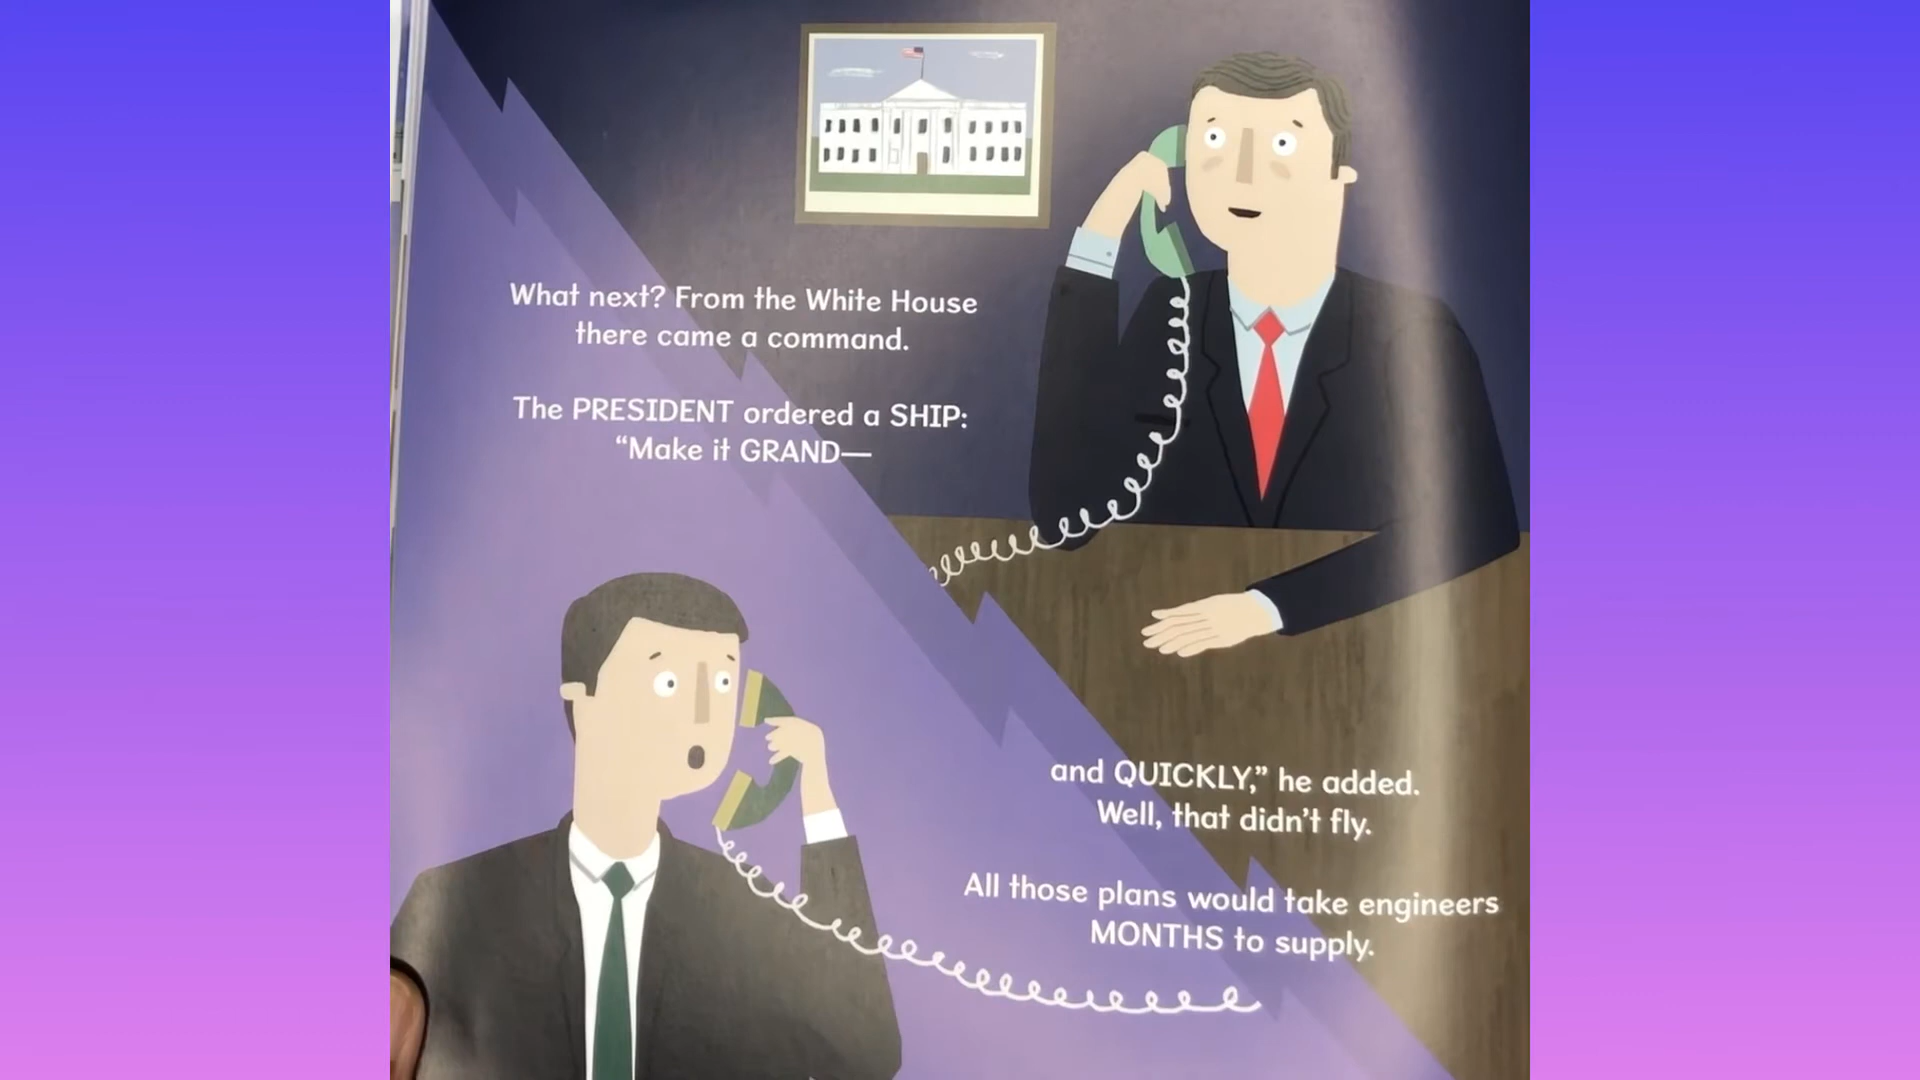 What next? From the White House
there came a command.
The PRESIDENT ordered a SHIP:
“Make it GRAND—
and QUICKLY,” he added.
Well, that didn’t fly.
All those plans would take engineers
MONTHS to supply.